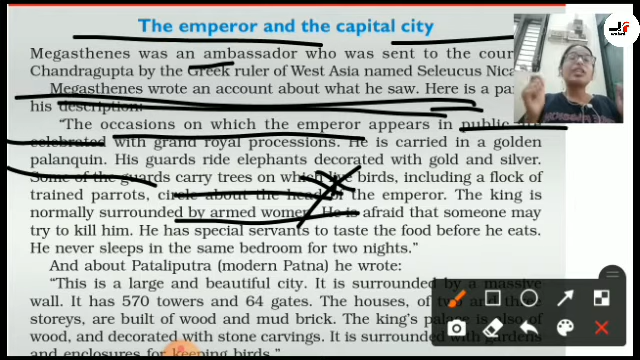 The emperor and the capital city
Megasthenes was an ambassador who was sent to the cour
Chandragupta by the Greek ruler of West Asia named Seleucus Nica
Megasthenes wrote an account about what he saw. Here is a pa
his description:
"The occasions on which the emperor appears in public are
celebrated with grand royal processions. He is carried in a golden
palanquin. His guards ride elephants decorated with gold and silver.
Some of the guards carry trees on which live birds, including a flock of
trained parrots, circle about the head of the emperor. The king is
normally surrounded by armed women. He is afraid that someone may
try to kill him. He has special servants to taste the food before he eats.
He never sleeps in the same bedroom for two nights."
And about Pataliputra (modern Patna) he wrote:
"This is a large and beautiful city. It is surrounded by a massive
wall. It has 570 towers and 64 gates. The houses, of two and three
storeys, are built of wood and mud brick. The king's palace is also of
wood, and decorated with stone carvings. It is surrounded with gardens
and enclosures for keeping birds."